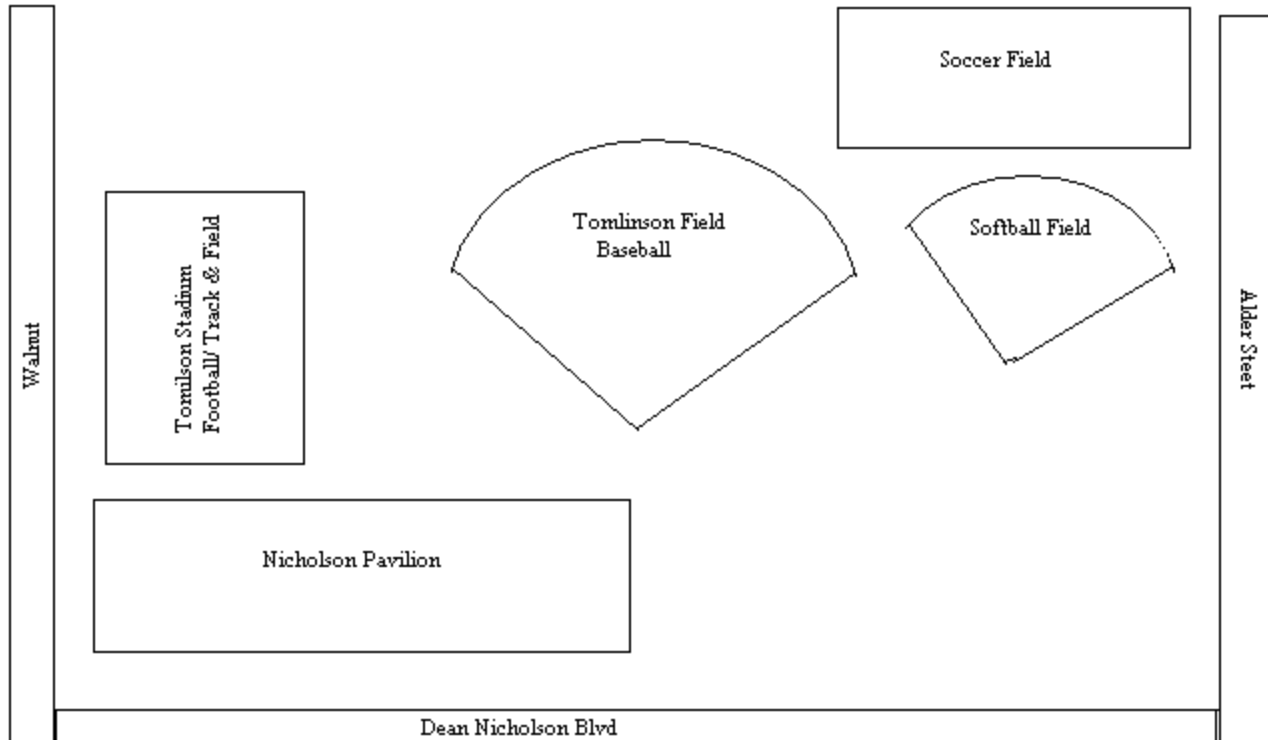 Soccer Field
Tomlinson Field
Baseball
Softball Field
Walnut
Tomilson Stadium
Football/ Track & Field
Alder Steet
Nicholson Pavilion
Dean Nicholson Blvd